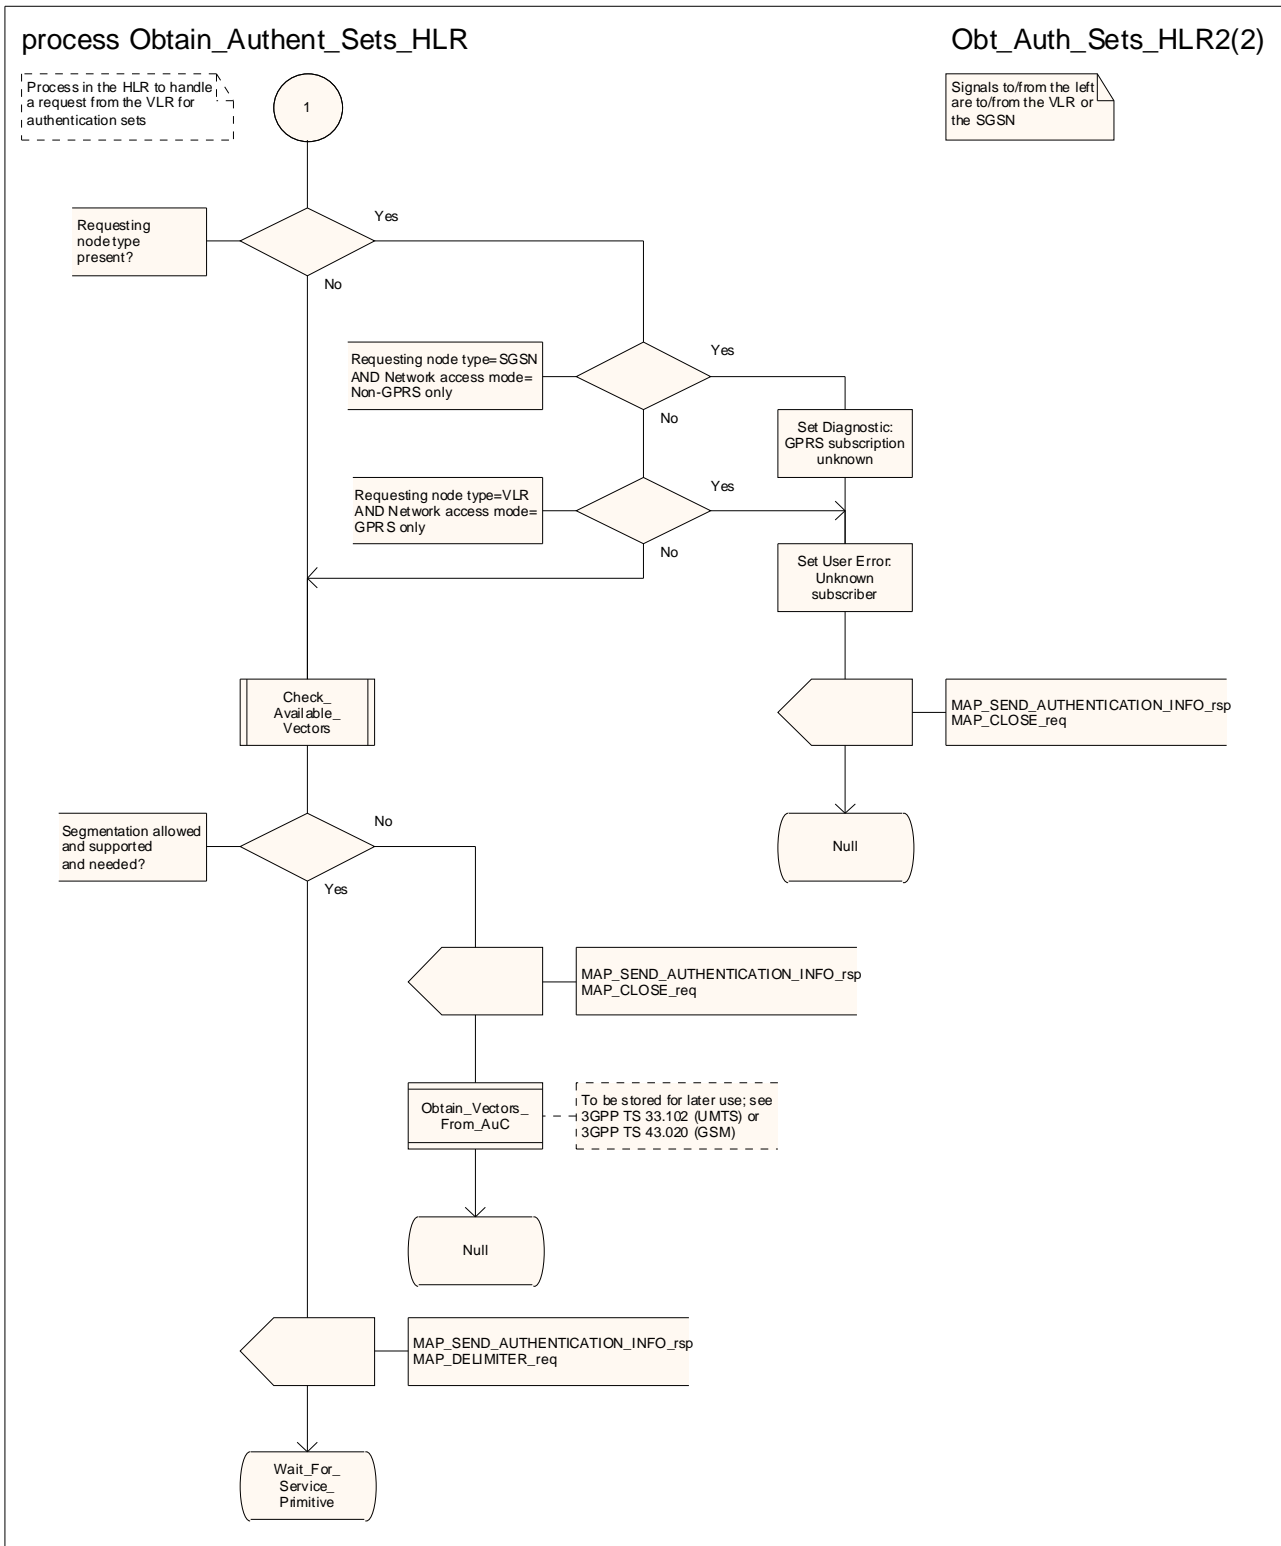 process Obtain_Authent_Sets_HLR
Obt_Auth_Sets_HLR2(2)
Process in the HLR to handle
a request from the VLR for
authentication sets
1
Signals to/from the left
are to/from the VLR or
the SGSN
Requesting
node type
present?
Yes
No
Requesting node type=SGSN
AND Network access mode=
Non-GPRS only
Yes
No
Set Diagnostic:
GPRS subscription
unknown
Requesting node type=VLR
AND Network access mode=
GPRS only
Yes
No
Set User Error:
Unknown
subscriber
Check_
Available_
Vectors
MAP_SEND_AUTHENTICATION_INFO_rsp
MAP_CLOSE_req
Segmentation allowed
and supported
and needed?
No
Yes
Null
MAP_SEND_AUTHENTICATION_INFO_rsp
MAP_CLOSE_req
Obtain_Vectors_
From_AuC
To be stored for later use; see
3GPP TS 33.102 (UMTS) or
3GPP TS 43.020 (GSM)
Null
MAP_SEND_AUTHENTICATION_INFO_rsp
MAP_DELIMITER_req
Wait_For_
Service_
Primitive